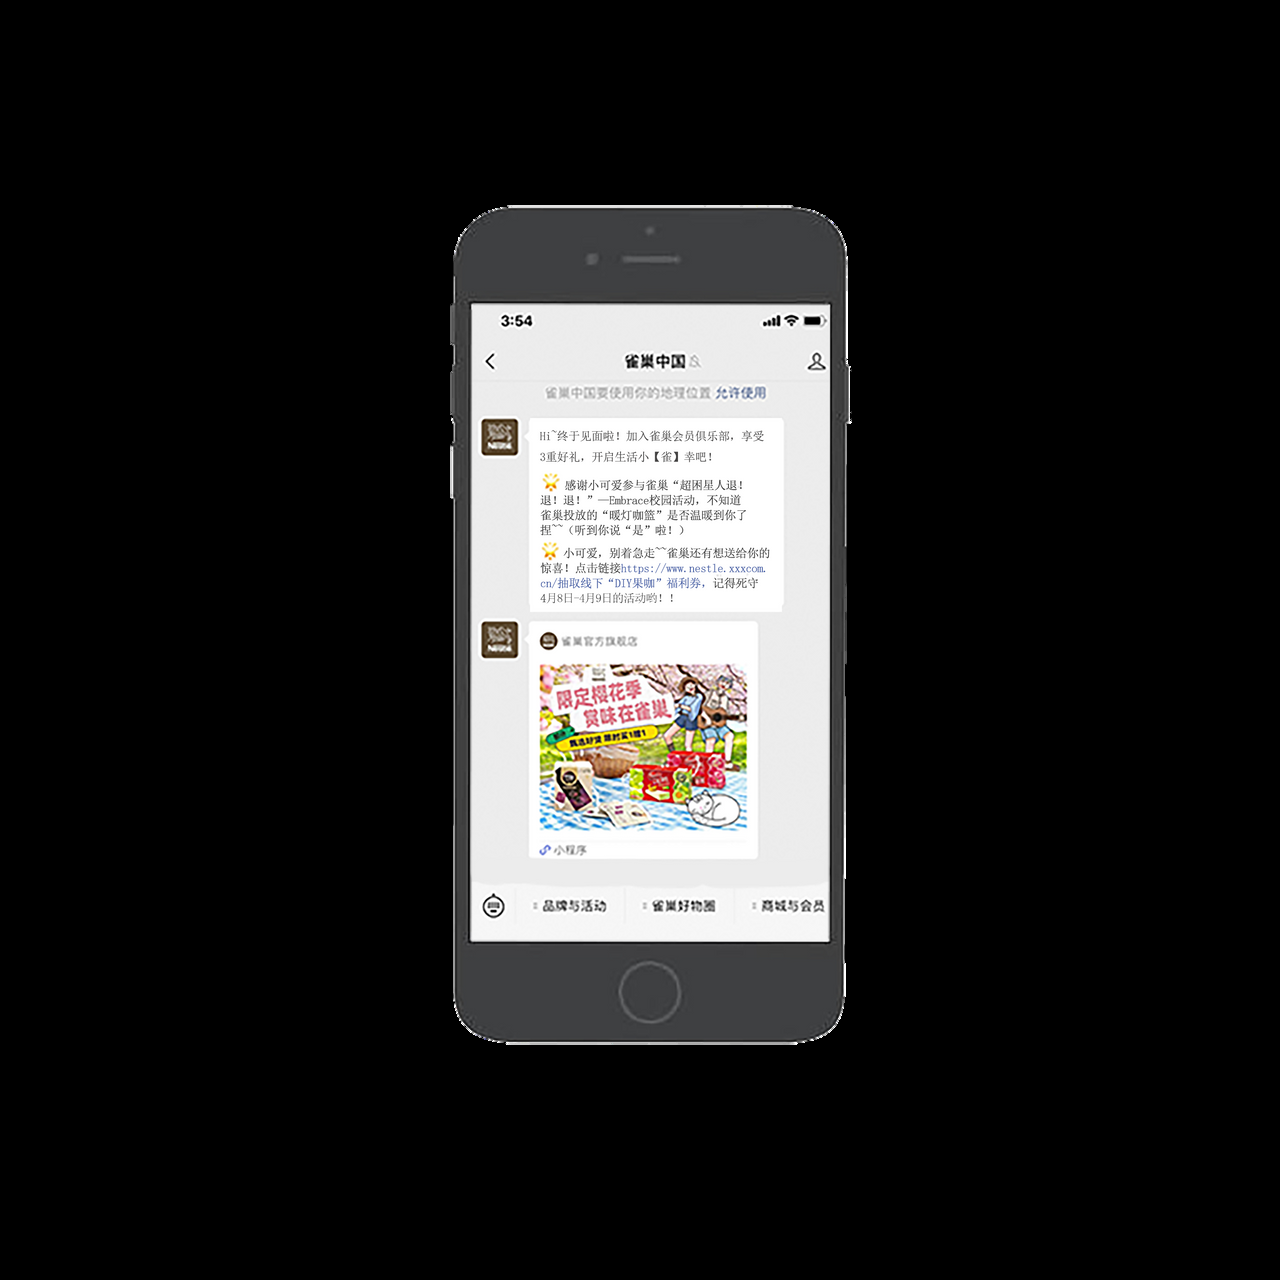 3:54
雀巢中国
雀巢中国要使用你的地理位置 允许使用
Hi~终于见面啦！加入雀巢会员俱乐部，享受
3重好礼，开启生活小【雀】幸吧！
感谢小可爱参与雀巢“超困星人退！
退！退！”—Embrace校园活动，不知道
雀巢投放的“暖灯咖篮”是否温暖到你了
捏~~（听到你说“是”啦！）
小可爱，别着急走~~雀巢还有想送给你的
惊喜！点击链接https://www.nestle.xxxcom.
cn/抽取线下“DIY果咖”福利券，记得死守
4月8日-4月9日的活动哟！！
雀巢官方旗舰店
限定樱花季
赏味在雀巢
甄选好礼 限时买1赠1
小程序
品牌与活动
雀巢好物圈
商城与会员